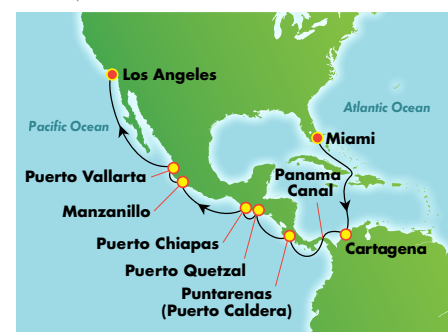 Los Angeles
Atlantic Ocean
Pacific Ocean
Miami
Puerto Vallarta
Panama
Canal
Manzanillo
Puerto Chiapas
Cartagena
Puerto Quetzal
Puntarenas
(Puerto Caldera)